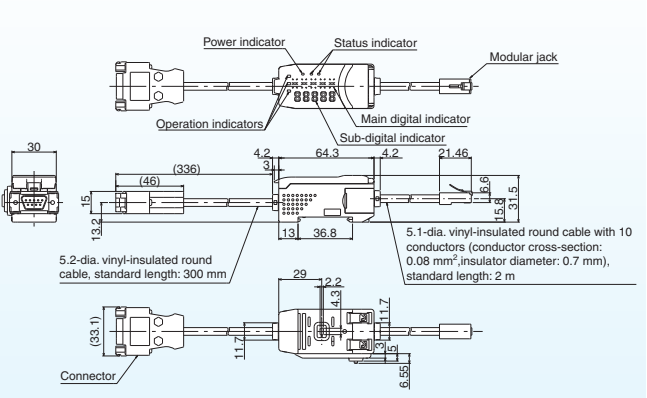 Power indicator
Status indicator
Modular jack
Operation indicators
Main digital indicator
Sub-digital indicator
30
(336)
(46)
4.2
3
64.3
4.2
21.46
6.6
15.8
31.5
15
13.2
13
36.8
5.2-dia. vinyl-insulated round
cable, standard length: 300 mm
5.1-dia. vinyl-insulated round cable with 10
conductors (conductor cross-section:
0.08 mm², insulator diameter: 0.7 mm),
standard length: 2 m
29
2.2
4.3
11.7
(33.1)
11.7
3
5
6.55
Connector